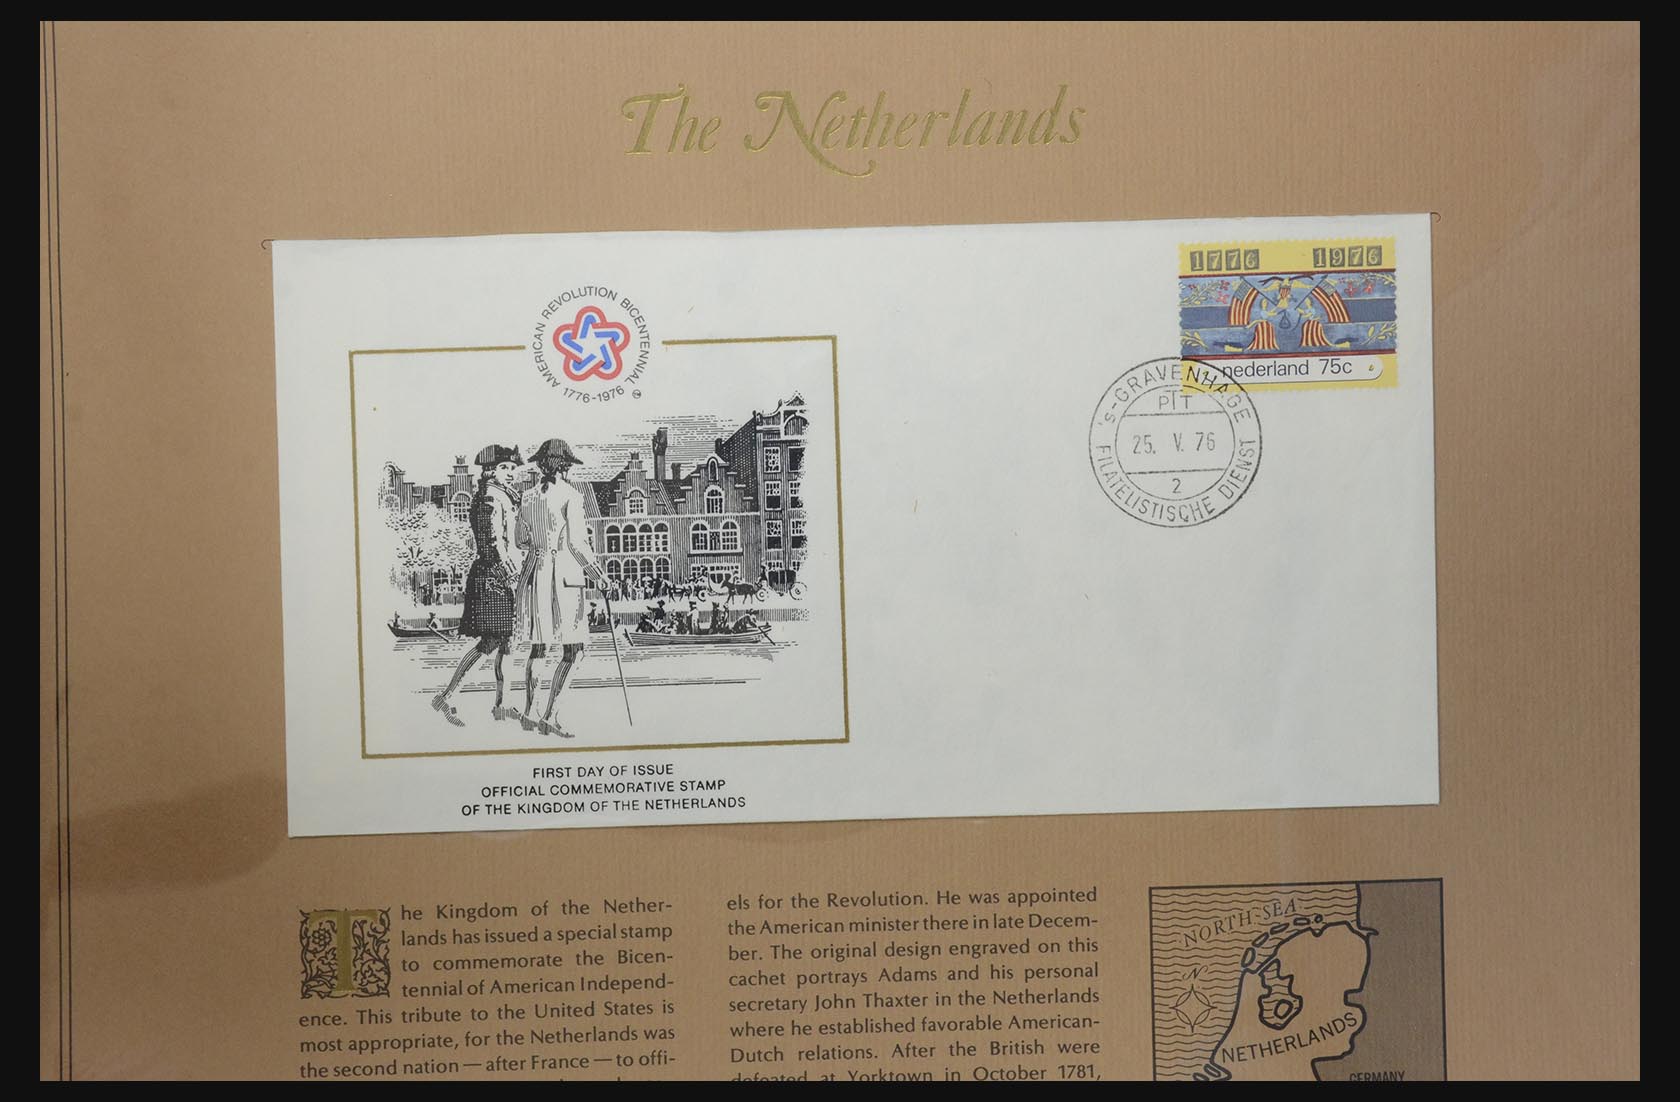 The Netherlands
AMERICAN REVOLUTION BICENTENNIAL
1776-1976
1776 1976
nederland 75c
's-GRAVENHAGE
PTT
25. V. 76
2
FILATELISTISCHE DIENST
FIRST DAY OF ISSUE
OFFICIAL COMMEMORATIVE STAMP
OF THE KINGDOM OF THE NETHERLANDS
The Kingdom of the Nether-
lands has issued a special stamp
to commemorate the Bicen-
tennial of American Independ-
ence. This tribute to the United States is
most appropriate, for the Netherlands was
the second nation — after France — to offi-
els for the Revolution. He was appointed
the American minister there in late Decem-
ber. The original design engraved on this
cachet portrays Adams and his personal
secretary John Thaxter in the Netherlands
where he established favorable American-
Dutch relations. After the British were
defeated at Yorktown in October 1781,
NORTH SEA
N
NETHERLANDS
GERMANY